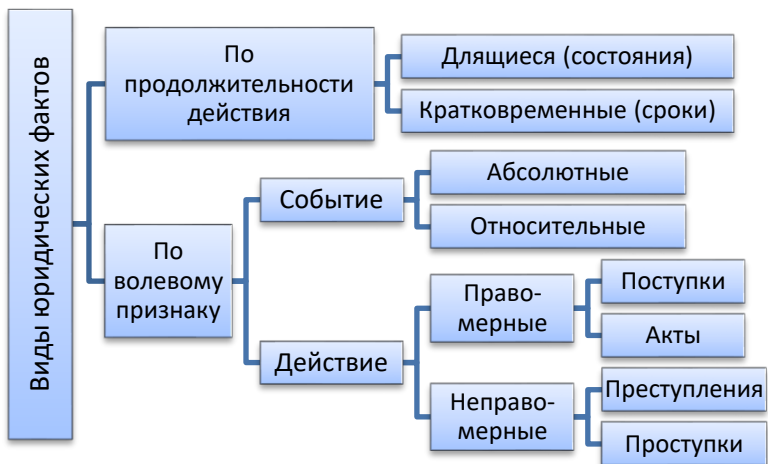 Виды юридических фактов
По
продолжительности
действия
Длящиеся (состояния)
Кратковременные (сроки)
По
волевому
признаку
Событие
Абсолютные
Относительные
Действие
Право-
мерные
Поступки
Акты
Неправо-
мерные
Преступления
Проступки